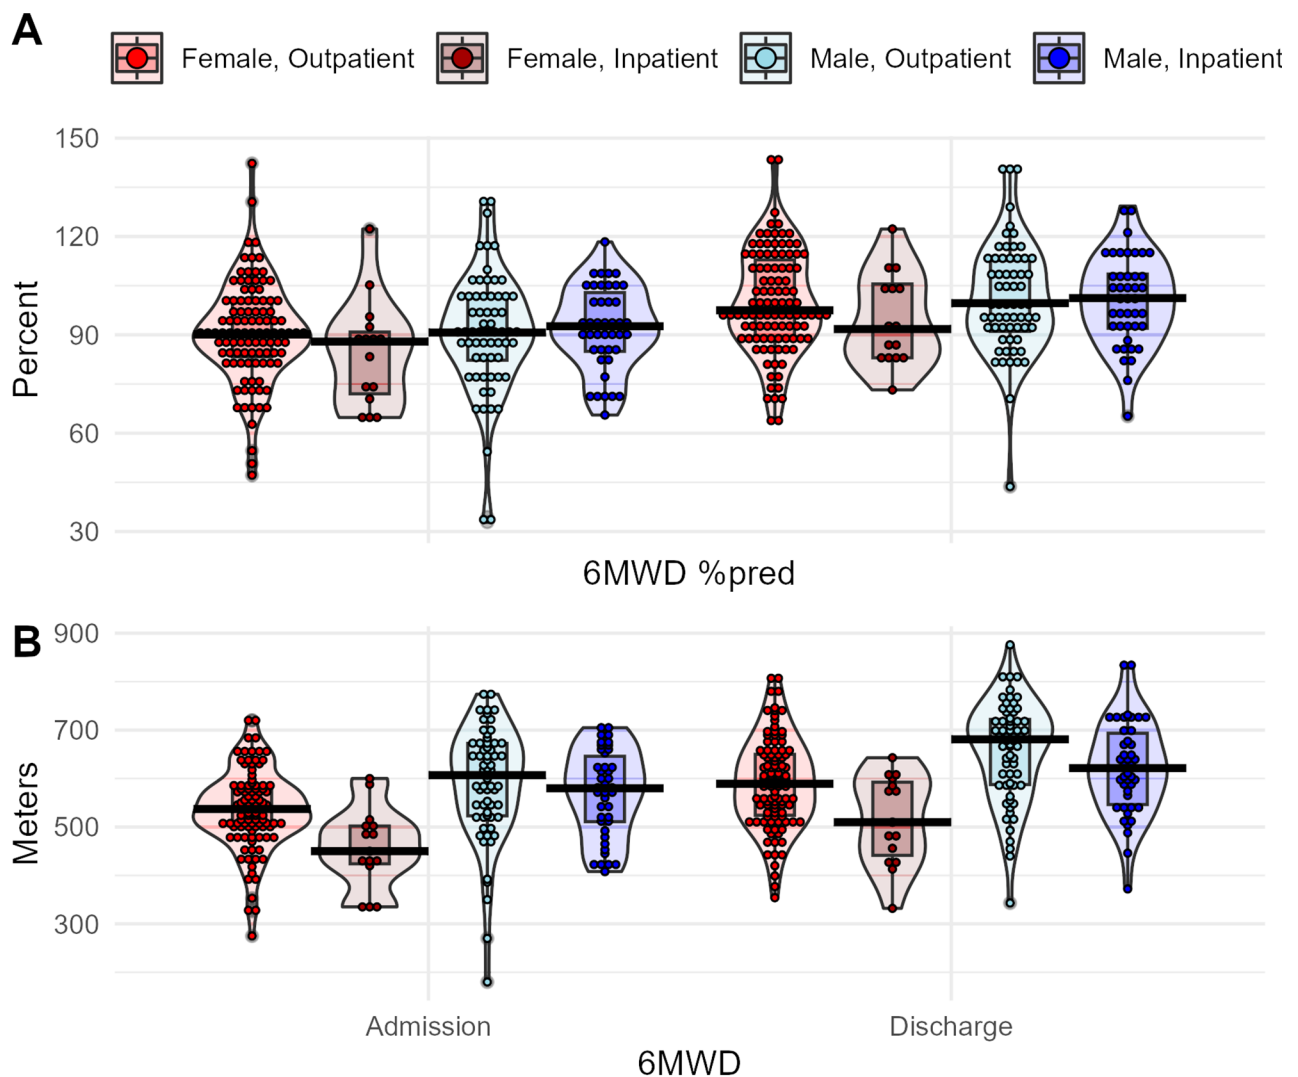 A
Female, Outpatient Female, Inpatient Male, Outpatient Male, Inpatient
150
120
90
60
30
Percent
6MWD %pred
B
900
700
500
300
Meters
Admission Discharge
6MWD